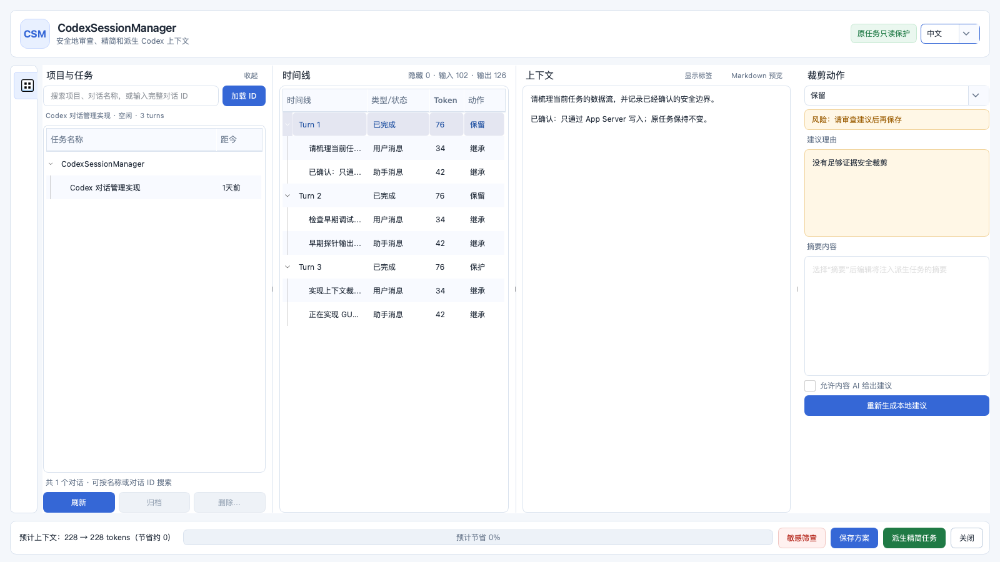 CSM
CodexSessionManager
安全地审查、精简和派生 Codex 上下文
原任务只读保护
中文
项目与任务
收起
搜索项目、对话名称，或输入完整对话 ID
加载 ID
Codex 对话管理实现 · 空闲 · 3 turns
任务名称 距今
CodexSessionManager
Codex 对话管理实现 1天前
共 1 个对话 · 可按名称或对话 ID 搜索
刷新
归档
删除...
时间线
隐藏 0 · 输入 102 · 输出 126
时间线 类型/状态 Token 动作
Turn 1 已完成 76 保留
请梳理当前任... 用户消息 34 继承
已确认：只通... 助手消息 42 继承
Turn 2 已完成 76 保留
检查早期调试... 用户消息 34 继承
早期探针输出... 助手消息 42 继承
Turn 3 已完成 76 保护
实现上下文裁... 用户消息 34 继承
正在实现 GU... 助手消息 42 继承
上下文
显示标签
Markdown 预览
请梳理当前任务的数据流，并记录已经确认的安全边界。
已确认：只通过 App Server 写入；原任务保持不变。
裁剪动作
保留
风险：请审查建议后再保存
建议理由
没有足够证据安全裁剪
摘要内容
选择“摘要”后编辑将注入派生任务的摘要
允许内容 AI 给出建议
重新生成本地建议
预计上下文：228 → 228 tokens（节省约 0）
预计节省 0%
敏感筛查
保存方案
派生精简任务
关闭